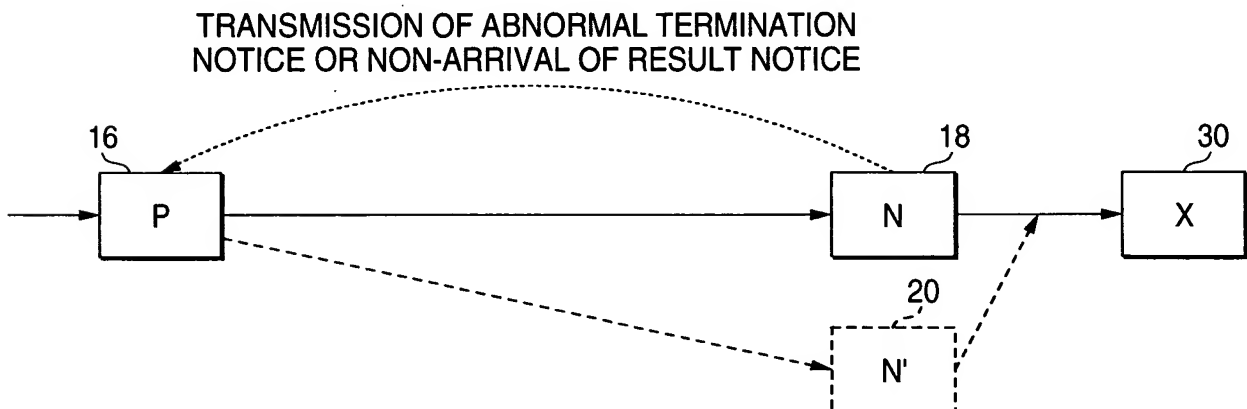 TRANSMISSION OF ABNORMAL TERMINATION
NOTICE OR NON-ARRIVAL OF RESULT NOTICE
16
18
30
P
N
X
20
N'